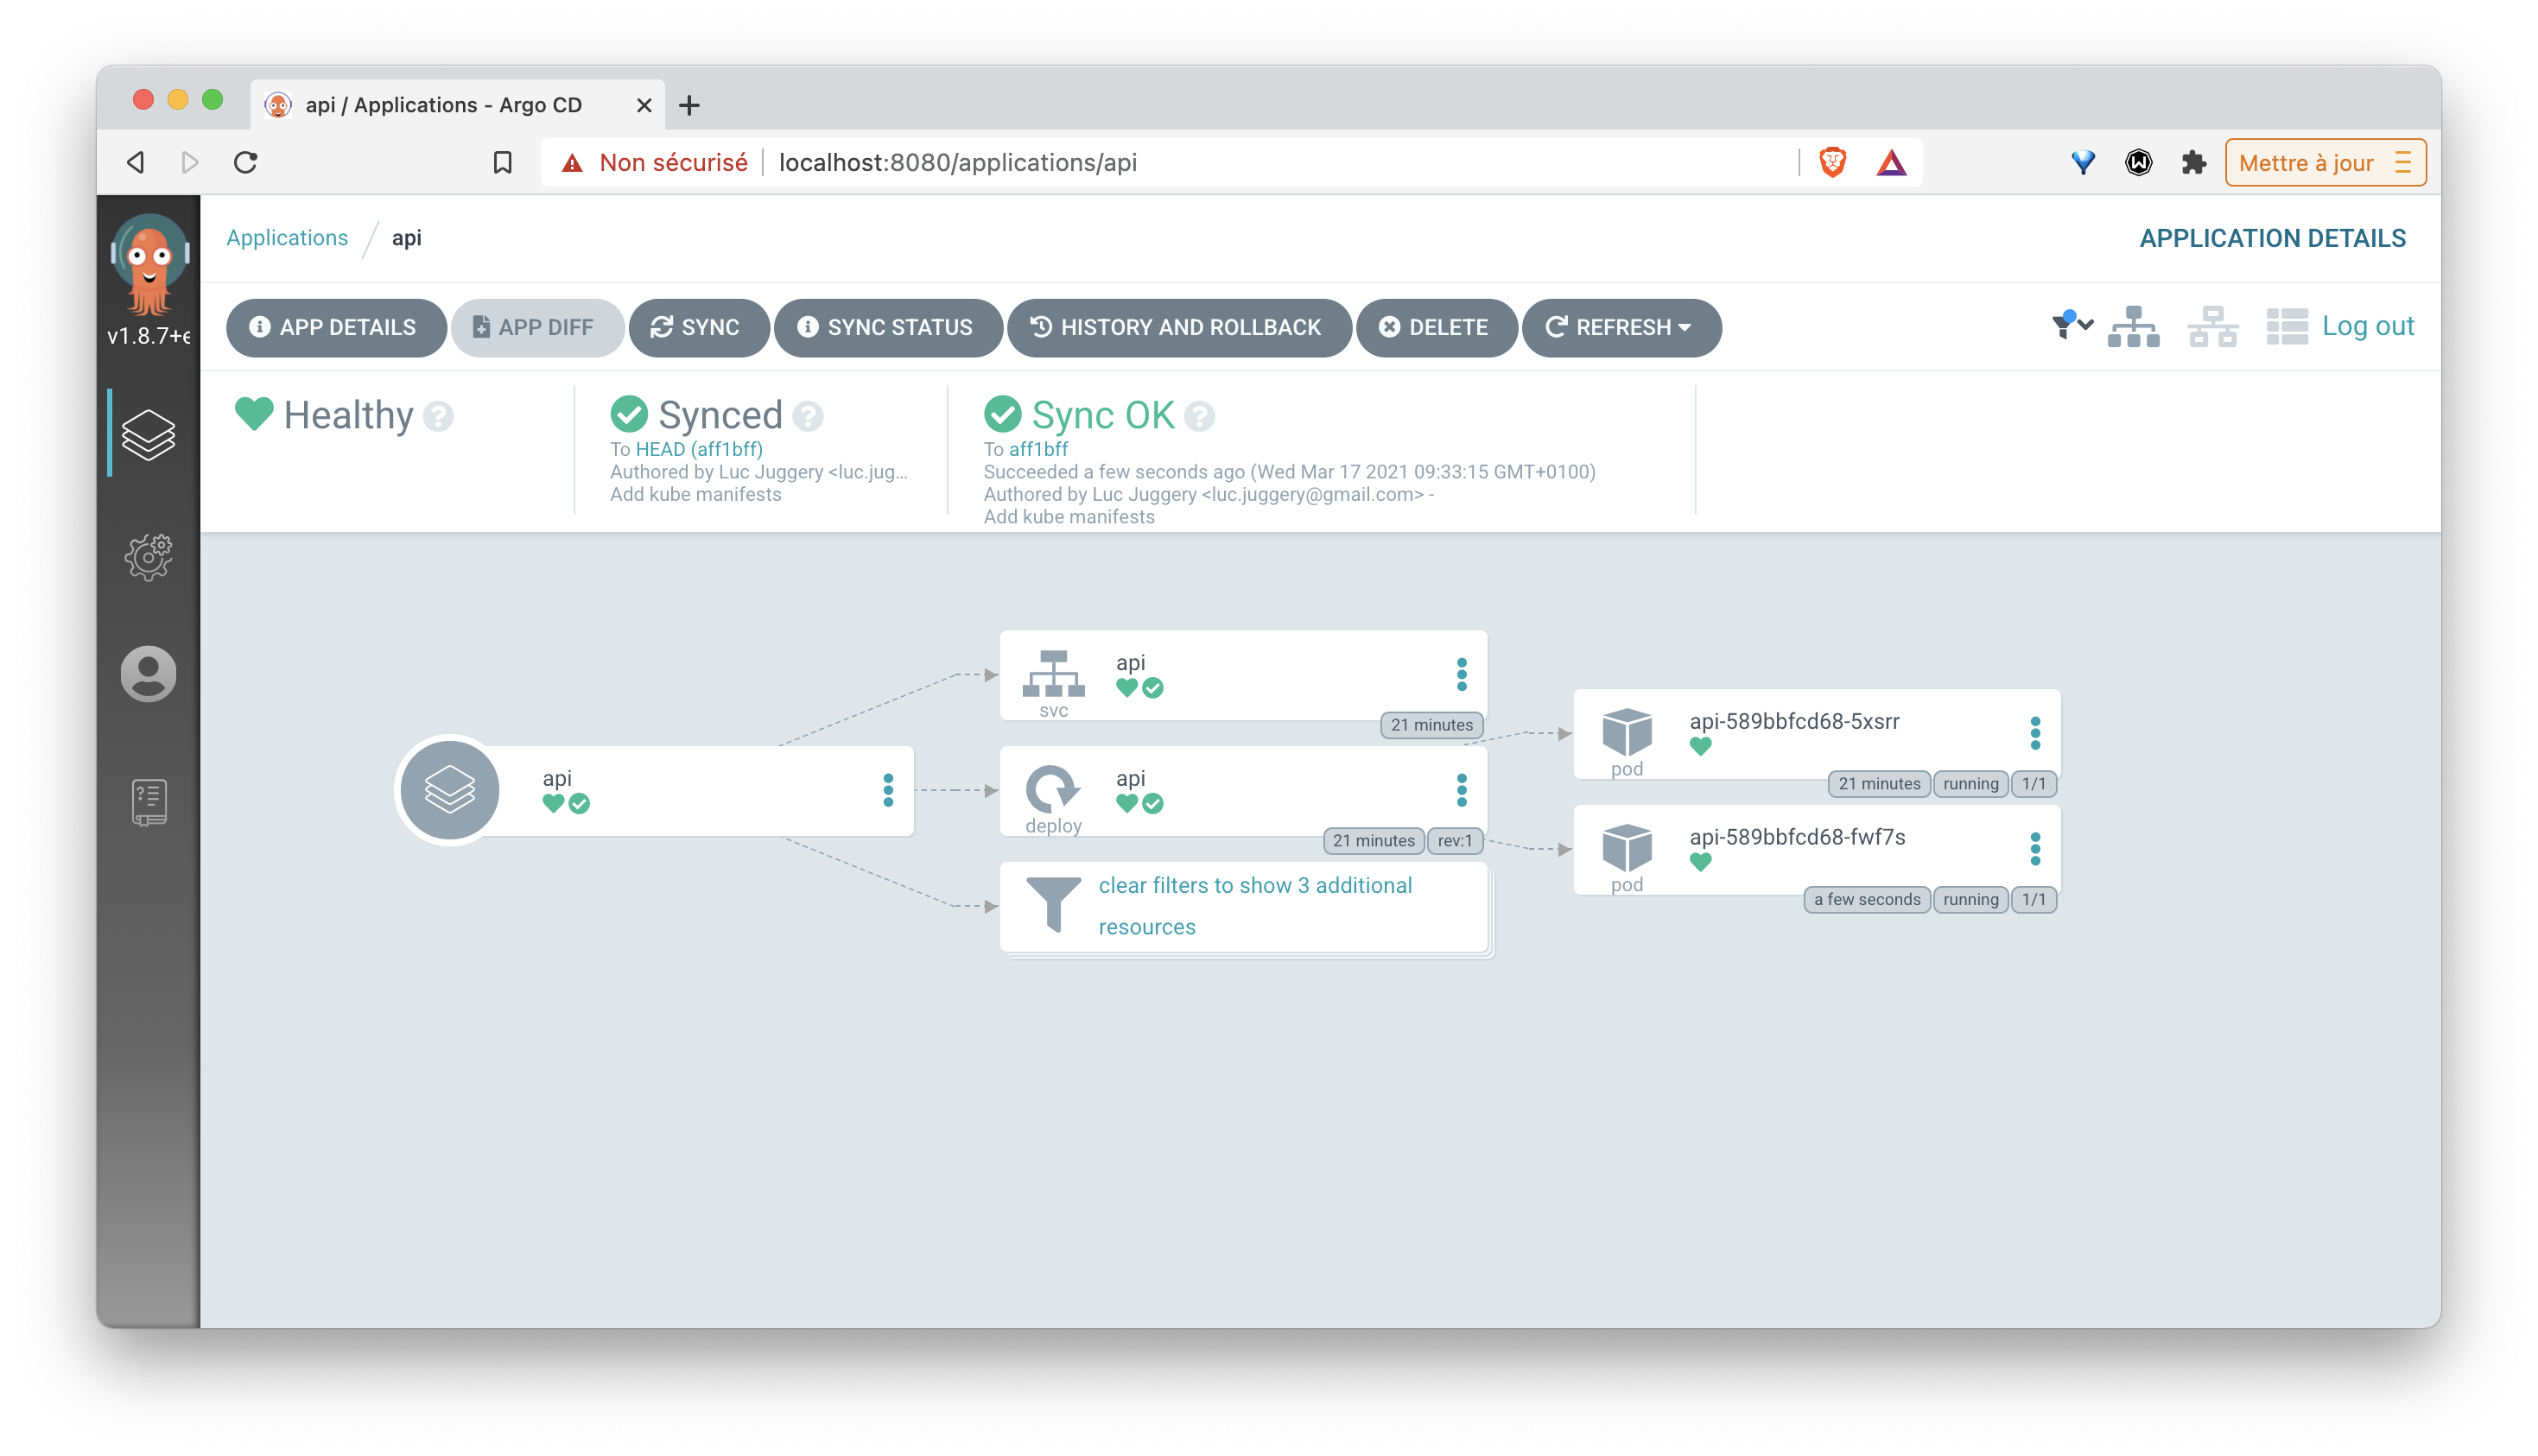 api / Applications - Argo CD
Non sécurisé
localhost:8080/applications/api
Mettre à jour
v1.8.7+e
Applications
api
APPLICATION DETAILS
APP DETAILS
APP DIFF
SYNC
SYNC STATUS
HISTORY AND ROLLBACK
DELETE
REFRESH
Log out
Healthy
Synced
To HEAD (aff1bff)
Authored by Luc Juggery <luc.jug...
Add kube manifests
Sync OK
To aff1bff
Succeeded a few seconds ago (Wed Mar 17 2021 09:33:15 GMT+0100)
Authored by Luc Juggery <luc.juggery@gmail.com> -
Add kube manifests
api
api
svc
21 minutes
api
deploy
21 minutes
rev:1
clear filters to show 3 additional
resources
api-589bbfcd68-5xsrr
pod
21 minutes
running
1/1
api-589bbfcd68-fwf7s
pod
a few seconds
running
1/1